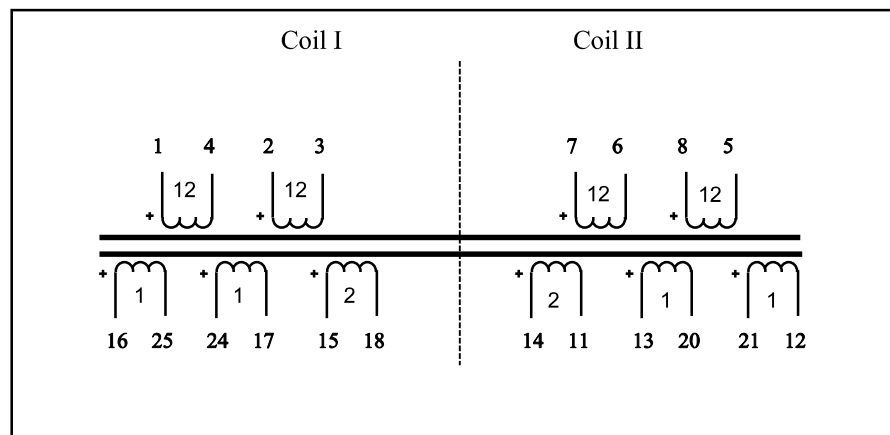 Coil I Coil II
1 4 2 3 7 6 8 5
12 12 12 12
+ + + +
+ + + + + +
1 1 2 2 1 1
16 25 24 17 15 18 14 11 13 20 21 12